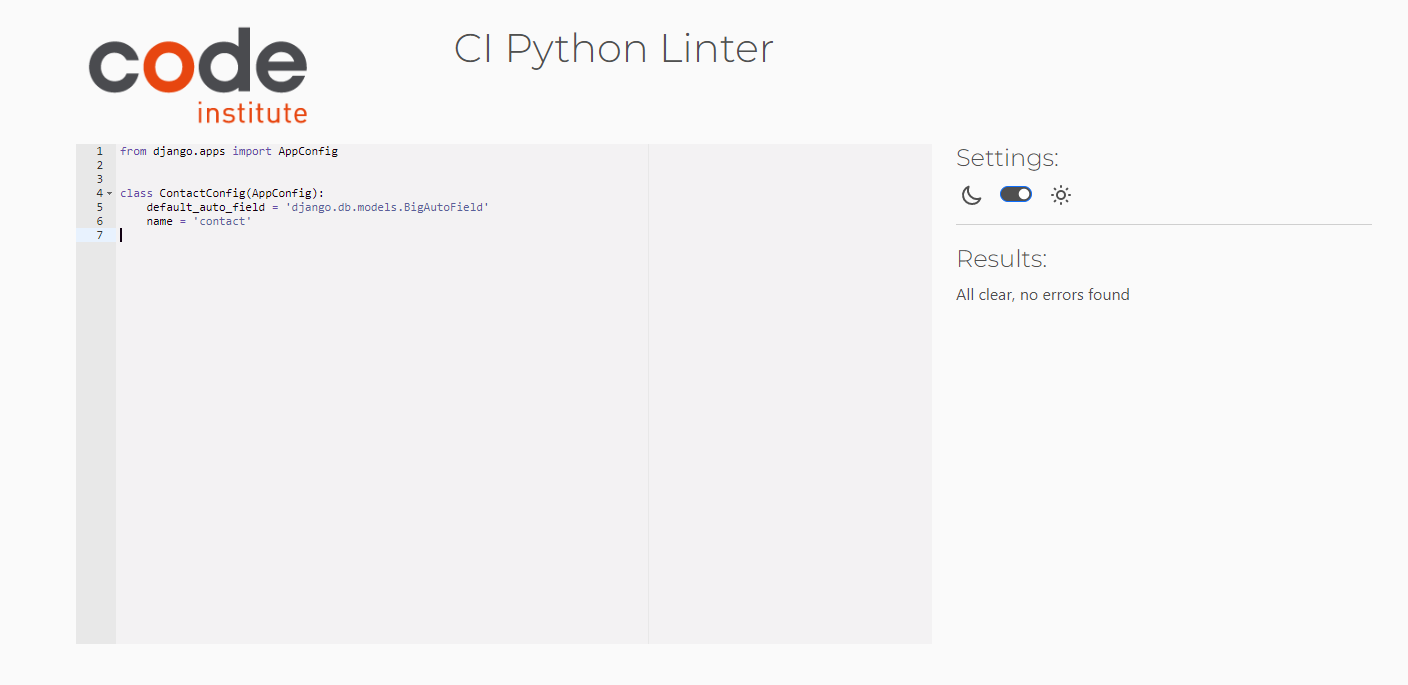 code
institute
CI Python Linter
1 from django.apps import AppConfig
2
3
4 class ContactConfig(AppConfig):
5     default_auto_field = 'django.db.models.BigAutoField'
6     name = 'contact'
7
Settings:
Results:
All clear, no errors found